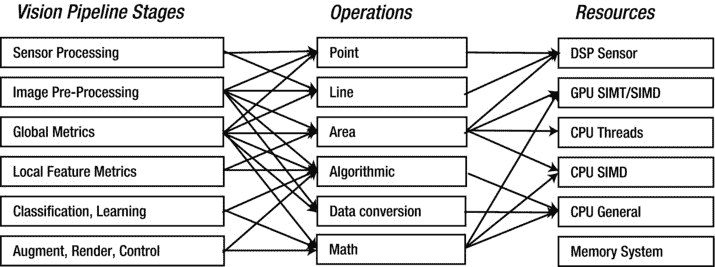 Vision Pipeline Stages
Operations
Resources
Sensor Processing
Point
DSP Sensor
Image Pre-Processing
Line
GPU SIMT/SIMD
Global Metrics
Area
CPU Threads
Local Feature Metrics
Algorithmic
CPU SIMD
Classification, Learning
Data conversion
CPU General
Augment, Render, Control
Math
Memory System